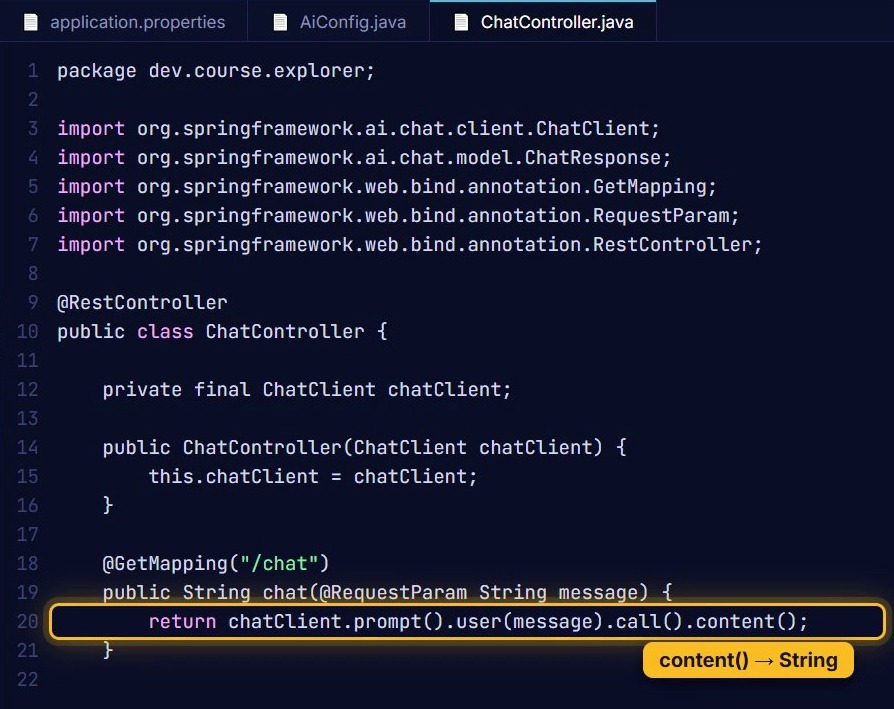 application.properties
AiConfig.java
ChatController.java
1 package dev.course.explorer;
2
3 import org.springframework.ai.chat.client.ChatClient;
4 import org.springframework.ai.chat.model.ChatResponse;
5 import org.springframework.web.bind.annotation.GetMapping;
6 import org.springframework.web.bind.annotation.RequestParam;
7 import org.springframework.web.bind.annotation.RestController;
8
9 @RestController
10 public class ChatController {
11
12     private final ChatClient chatClient;
13
14     public ChatController(ChatClient chatClient) {
15         this.chatClient = chatClient;
16     }
17
18     @GetMapping("/chat")
19     public String chat(@RequestParam String message) {
20         return chatClient.prompt().user(message).call().content();
21     }
content() → String
22